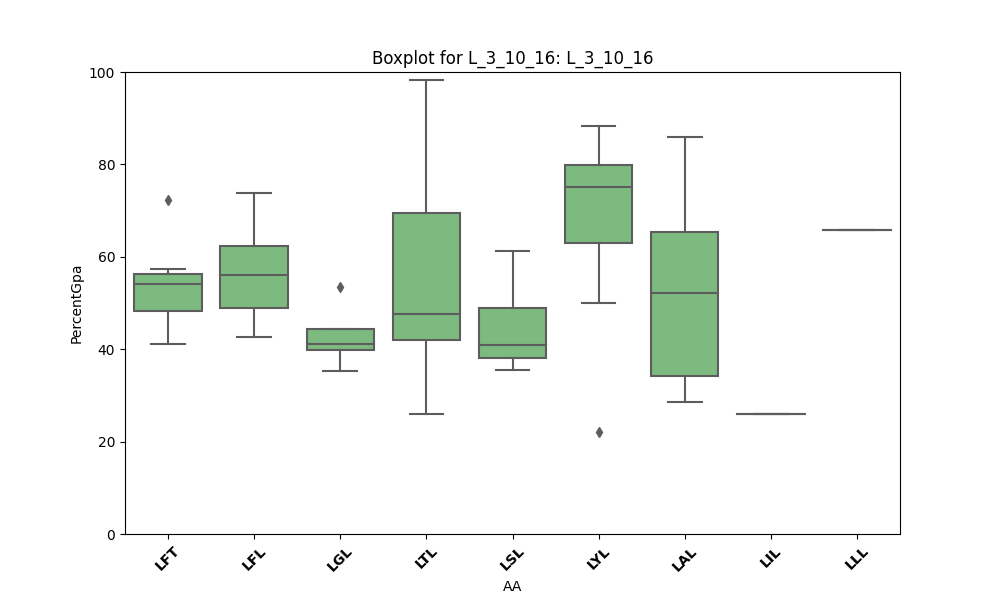 Boxplot for L_3_10_16: L_3_10_16
100
80
60
40
20
0
PercentGpa
LFT
LFL
LGL
LTL
LSL
LYL
LAL
LIL
LLL
AA